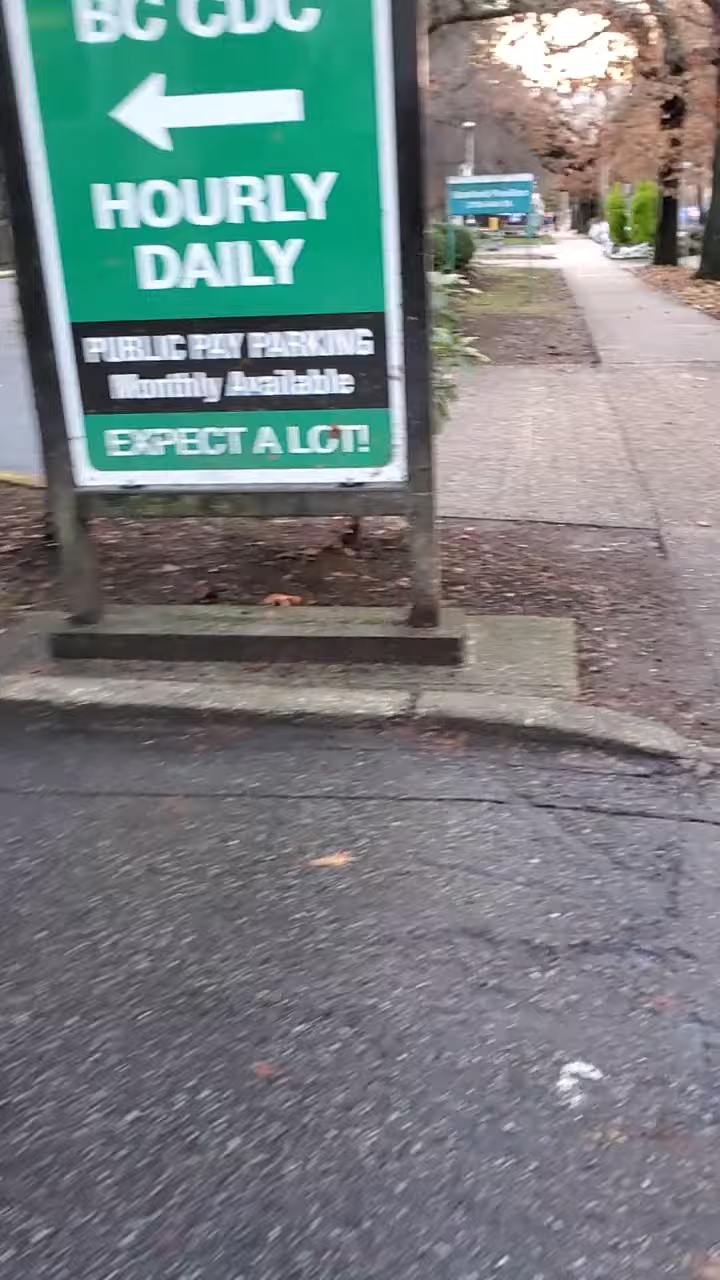 BC CDC
HOURLY
DAILY
PUBLIC PAY PARKING
Monthly Available
EXPECT A LOT!